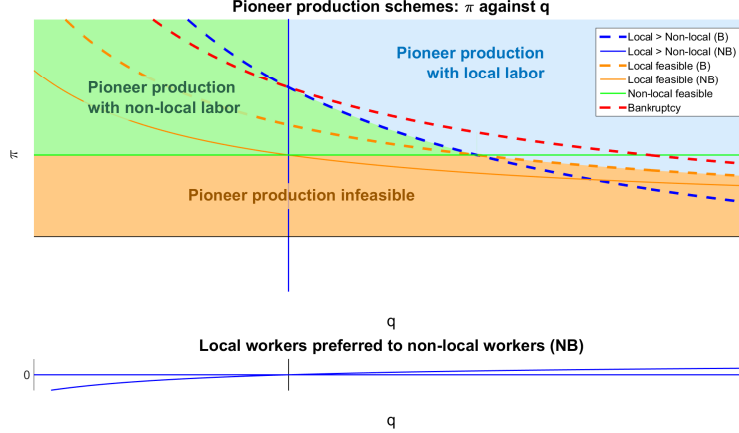 Pioneer production schemes: π against q
Pioneer production
with local labor
Pioneer production
with non-local labor
Pioneer production infeasible
Local > Non-local (B)
Local > Non-local (NB)
Local feasible (B)
Local feasible (NB)
Non-local feasible
Bankruptcy
π
q
Local workers preferred to non-local workers (NB)
0
q